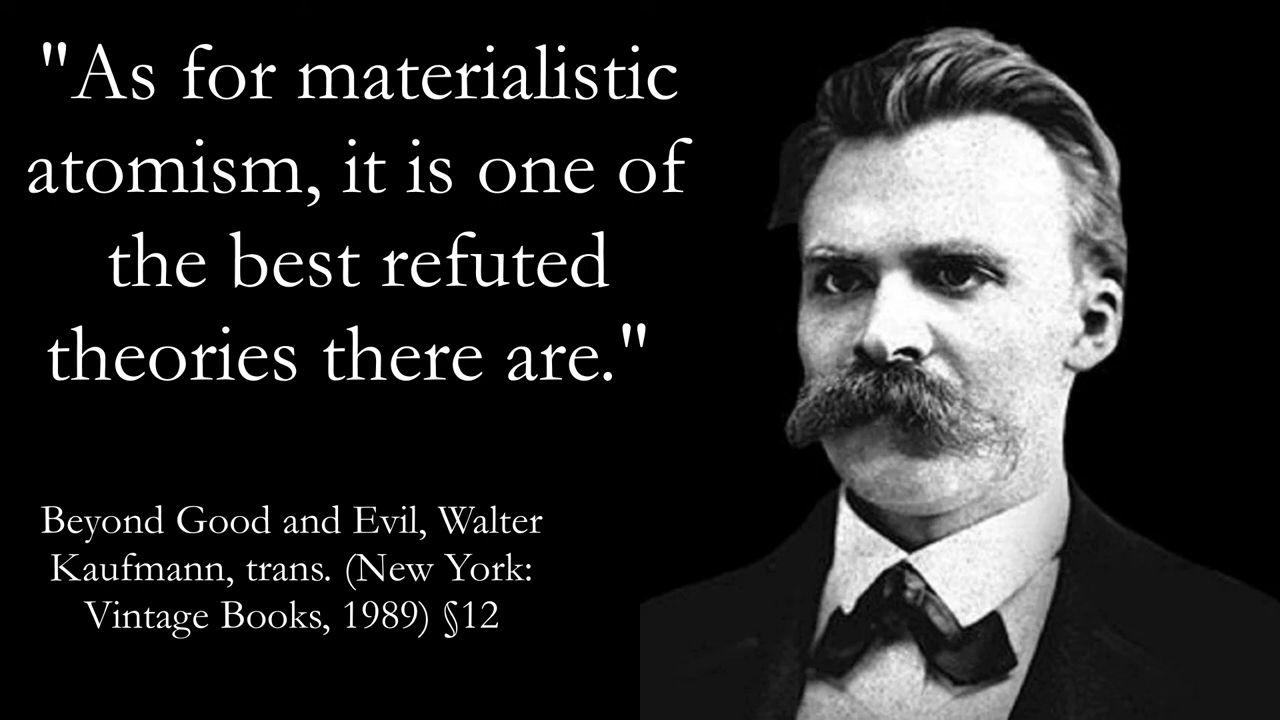 "As for materialistic
atomism, it is one of
the best refuted
theories there are."
Beyond Good and Evil, Walter
Kaufmann, trans. (New York:
Vintage Books, 1989) §12